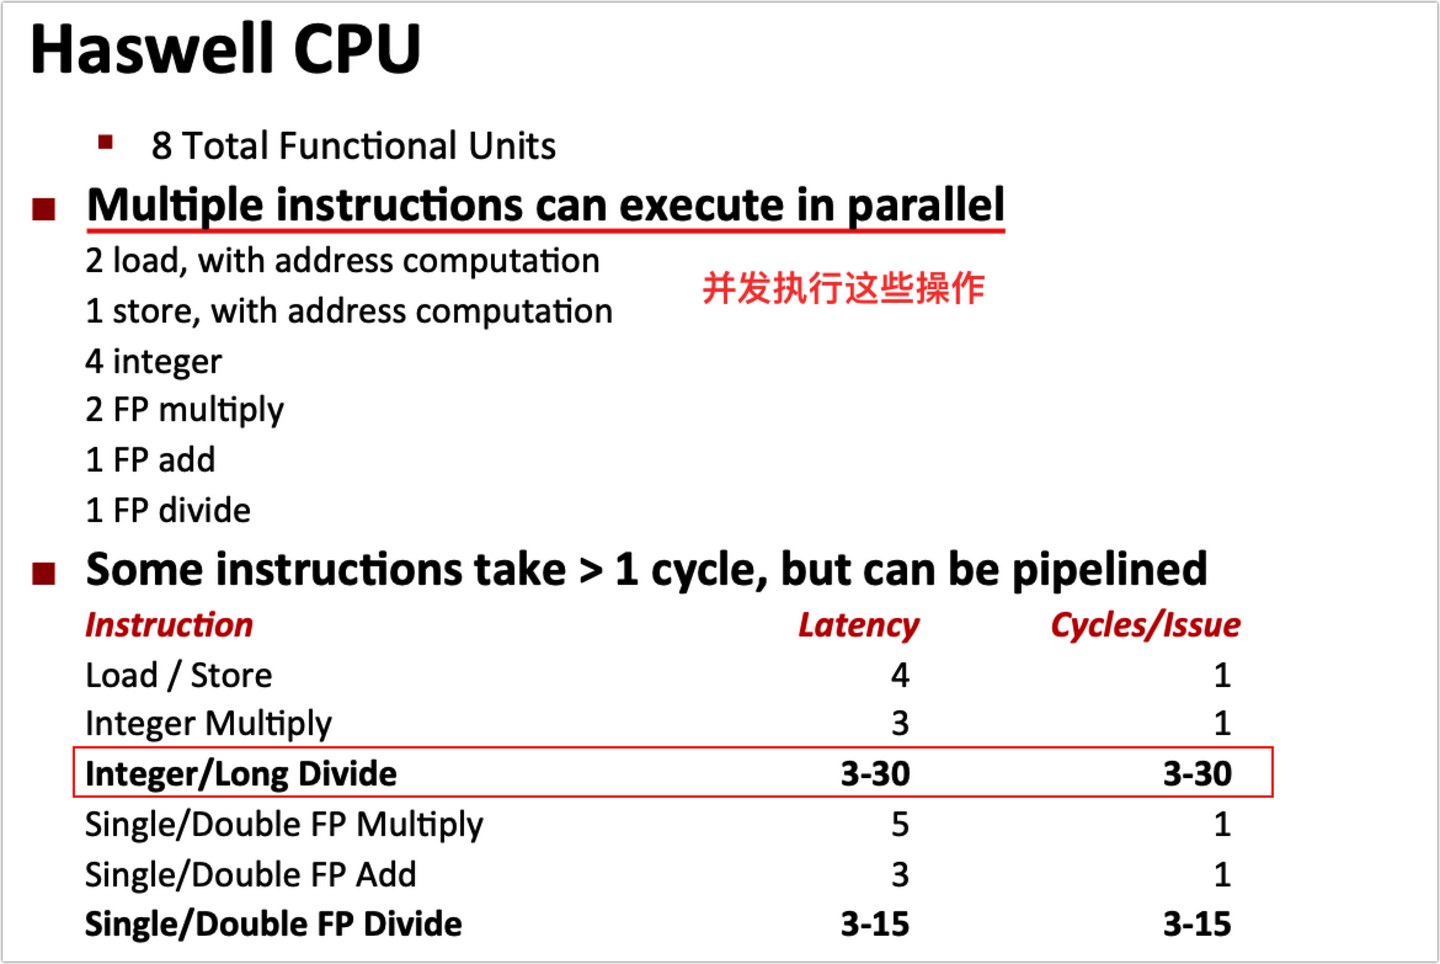 Haswell CPU
8 Total Functional Units
Multiple instructions can execute in parallel
2 load, with address computation
并发执行这些操作
1 store, with address computation
4 integer
2 FP multiply
1 FP add
1 FP divide
Some instructions take > 1 cycle, but can be pipelined
Instruction Latency Cycles/Issue
Load / Store 4 1
Integer Multiply 3 1
Integer/Long Divide 3-30 3-30
Single/Double FP Multiply 5 1
Single/Double FP Add 3 1
Single/Double FP Divide 3-15 3-15